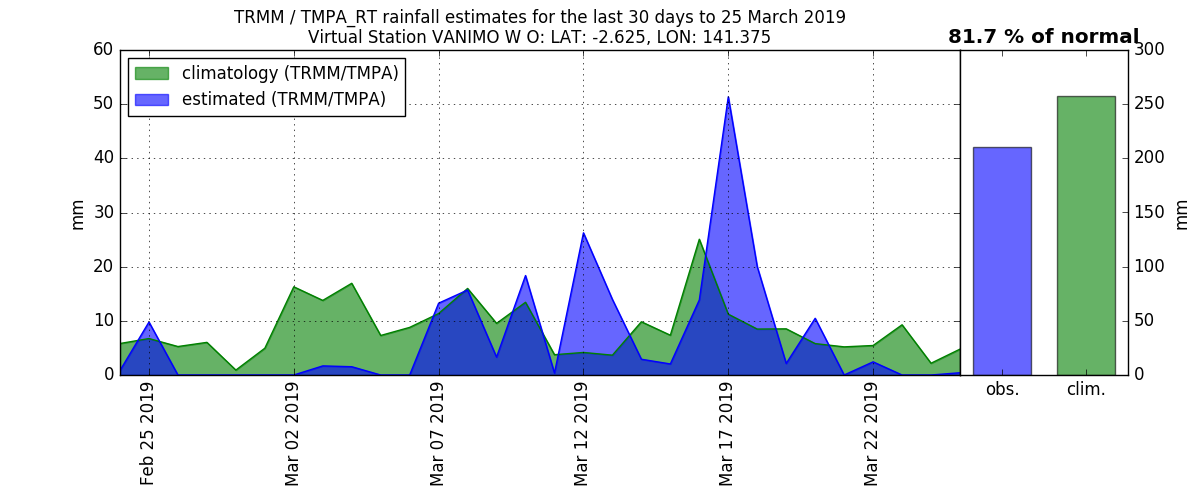 TRMM / TMPA_RT rainfall estimates for the last 30 days to 25 March 2019
Virtual Station VANIMO W O: LAT: -2.625, LON: 141.375
81.7 % of normal
climatology (TRMM/TMPA)
estimated (TRMM/TMPA)
mm
60
50
40
30
20
10
0
Feb 25 2019
Mar 02 2019
Mar 07 2019
Mar 12 2019
Mar 17 2019
Mar 22 2019
obs.
clim.
300
250
200
150
100
50
0
mm